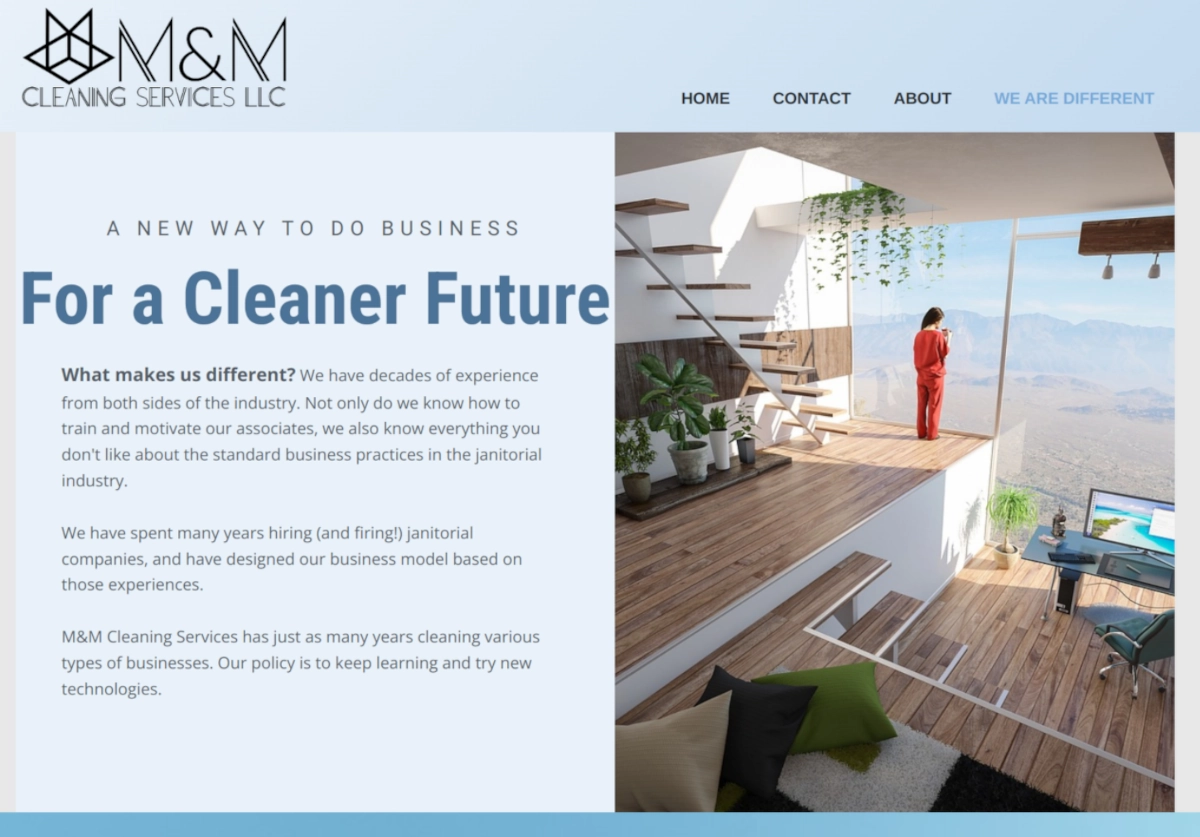 M&M
CLEANING SERVICES LLC
HOME CONTACT ABOUT WE ARE DIFFERENT
A NEW WAY TO DO BUSINESS
For a Cleaner Future
What makes us different? We have decades of experience
from both sides of the industry. Not only do we know how to
train and motivate our associates, we also know everything you
don't like about the standard business practices in the janitorial
industry.
We have spent many years hiring (and firing!) janitorial
companies, and have designed our business model based on
those experiences.
M&M Cleaning Services has just as many years cleaning various
types of businesses. Our policy is to keep learning and try new
technologies.